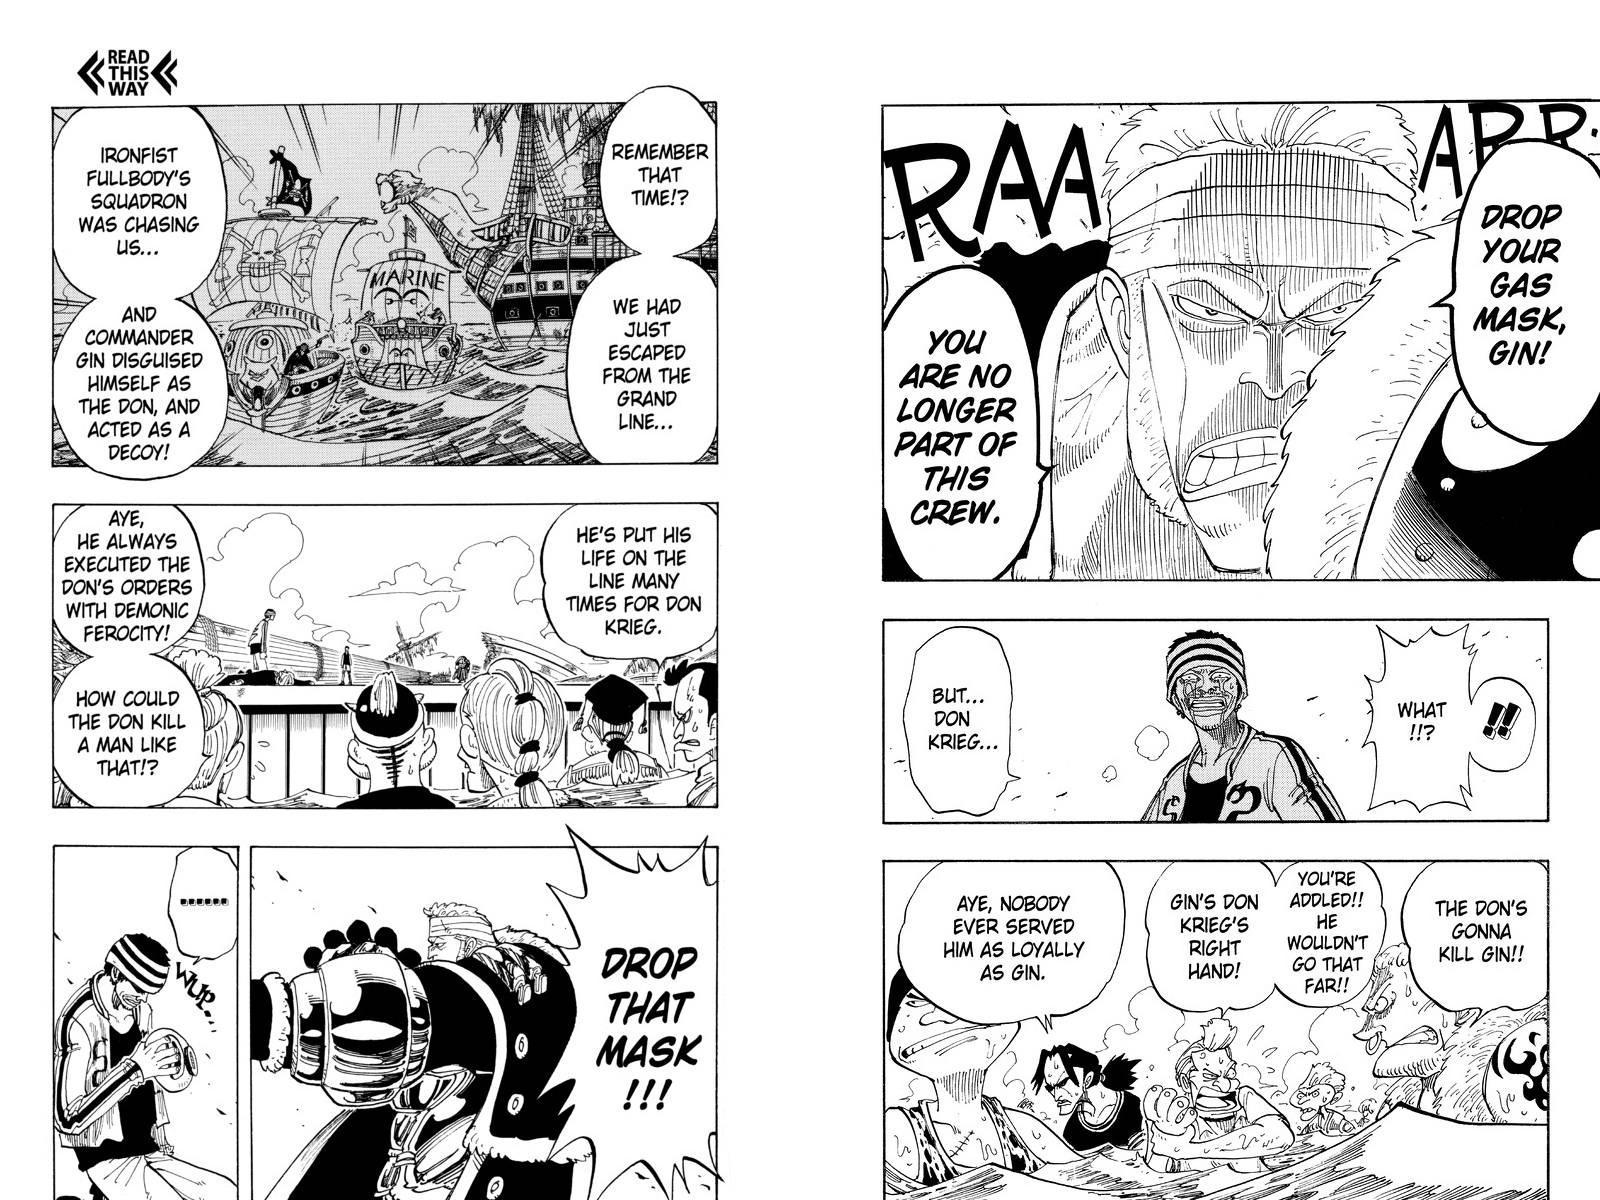 READ
THIS
WAY
RAA
ARR
DROP
YOUR
GAS
MASK,
GIN!
YOU
ARE NO
LONGER
PART OF
THIS
CREW.
!!
WHAT
!!?
BUT...
DON
KRIEG...
THE DON'S
GONNA
KILL GIN!!
YOU'RE
ADDLED!!
HE
WOULDN'T
GO THAT
FAR!!
GIN'S DON
KRIEG'S
RIGHT
HAND!
AYE, NOBODY
EVER SERVED
HIM AS LOYALLY
AS GIN.
REMEMBER
THAT
TIME!?
WE HAD
JUST
ESCAPED
FROM THE
GRAND
LINE...
MARINE
IRONFIST
FULLBODY'S
SQUADRON
WAS CHASING
US...
AND
COMMANDER
GIN DISGUISED
HIMSELF AS
THE DON, AND
ACTED AS A
DECOY!
HE'S PUT HIS
LIFE ON THE
LINE MANY
TIMES FOR DON
KRIEG.
AYE,
HE ALWAYS
EXECUTED THE
DON'S ORDERS
WITH DEMONIC
FEROCITY!
HOW COULD
THE DON KILL
A MAN LIKE
THAT!?
DROP
THAT
MASK
!!!
......
WUP...